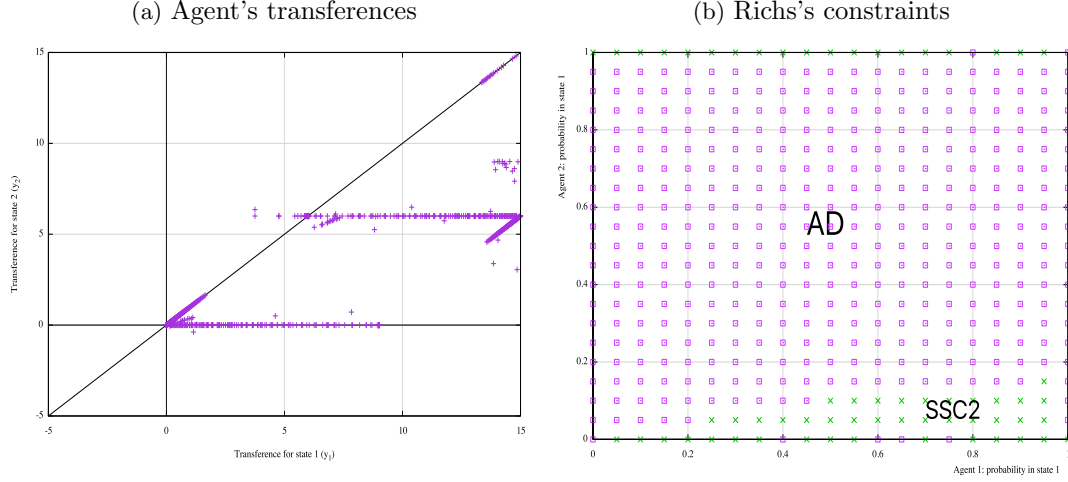 (a) Agent's transferences
(b) Richs's constraints
15
10
5
0
-5
-5
0
5
10
15
Transference for state 2 (y2)
Transference for state 1 (y1)
1
0.8
0.6
0.4
0.2
0
0
0.2
0.4
0.6
0.8
Agent 2: probability in state 1
AD
SSC2
Agent 1: probability in state 1